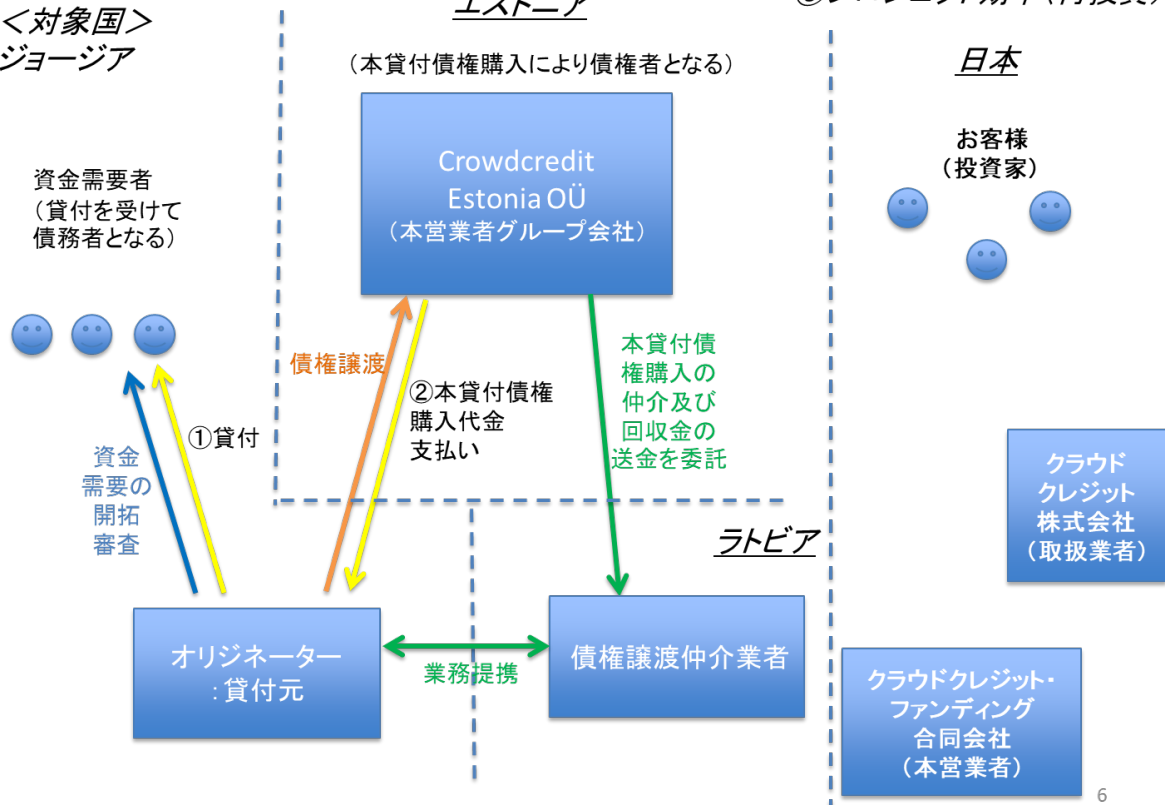 ＜対象国＞
ジョージア
エストニア
（本貸付債権購入により債権者となる）
日本
お客様
（投資家）
Crowdcredit
Estonia OÜ
（本営業者グループ会社）
資金需要者
（貸付を受けて
債務者となる）
債権譲渡
②本貸付債権
購入代金
支払い
本貸付債
権購入の
仲介及び
回収金の
送金を委託
①貸付
資金
需要の
開拓
審査
クラウド
クレジット
株式会社
（取扱業者）
ラトビア
オリジネーター
：貸付元
業務提携
債権譲渡仲介業者
クラウドクレジット・
ファンディング
合同会社
（本営業者）
6